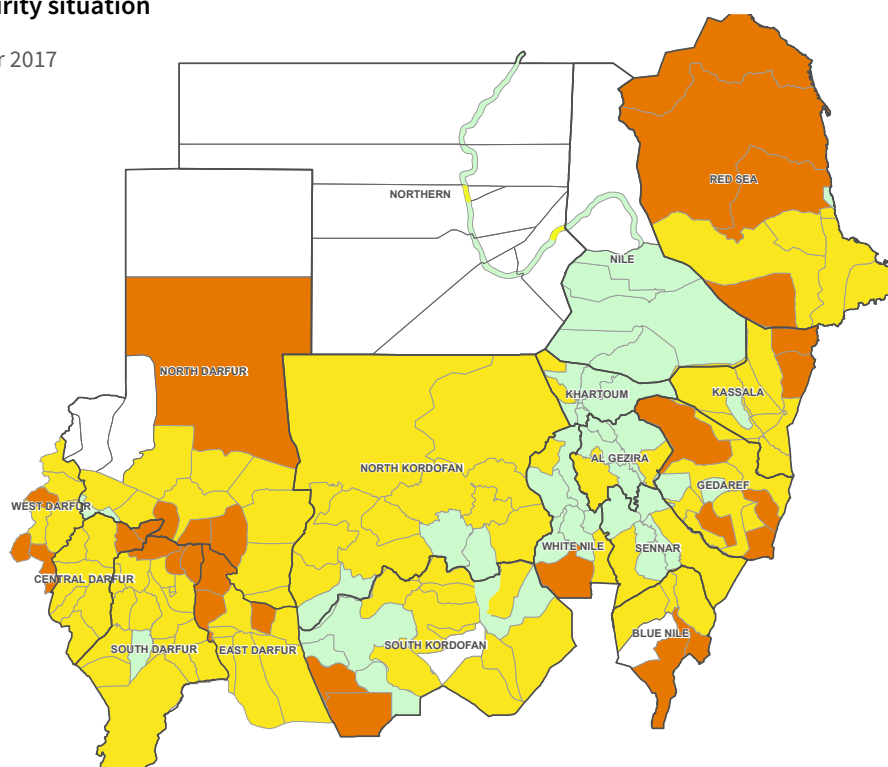 rity situation
r 2017
RED SEA
NORTHERN
NILE
NORTH DARFUR
KHARTOUM
KASSALA
AL GEZIRA
NORTH KORDOFAN
GEDAREF
WEST DARFUR
WHITE NILE
SENNAR
CENTRAL DARFUR
BLUE NILE
SOUTH KORDOFAN
SOUTH DARFUR
EAST DARFUR